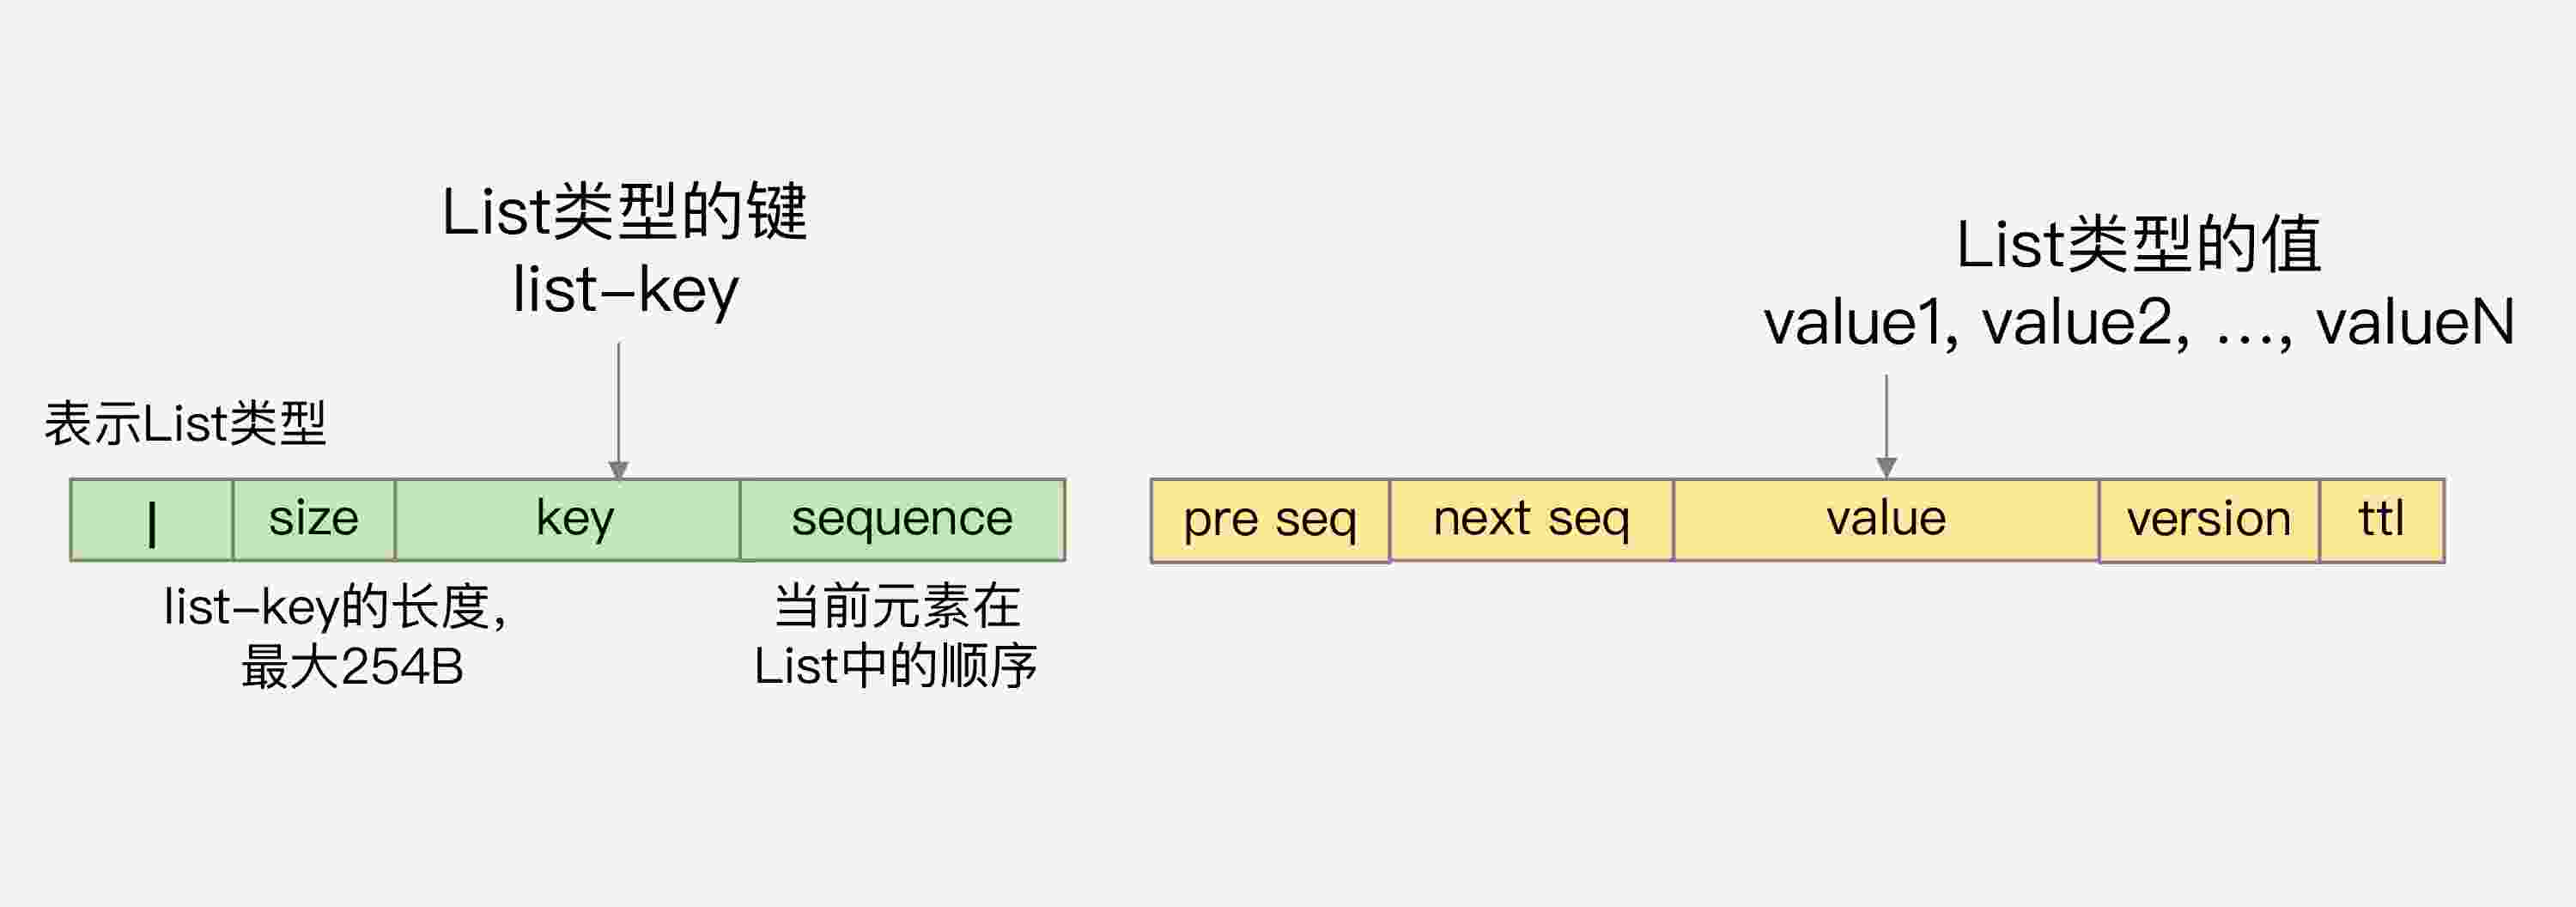 List类型的键
list-key
List类型的值
value1, value2, ..., valueN
表示List类型
l
size
key
sequence
pre seq
next seq
value
version
ttl
list-key的长度,
最大254B
当前元素在
List中的顺序